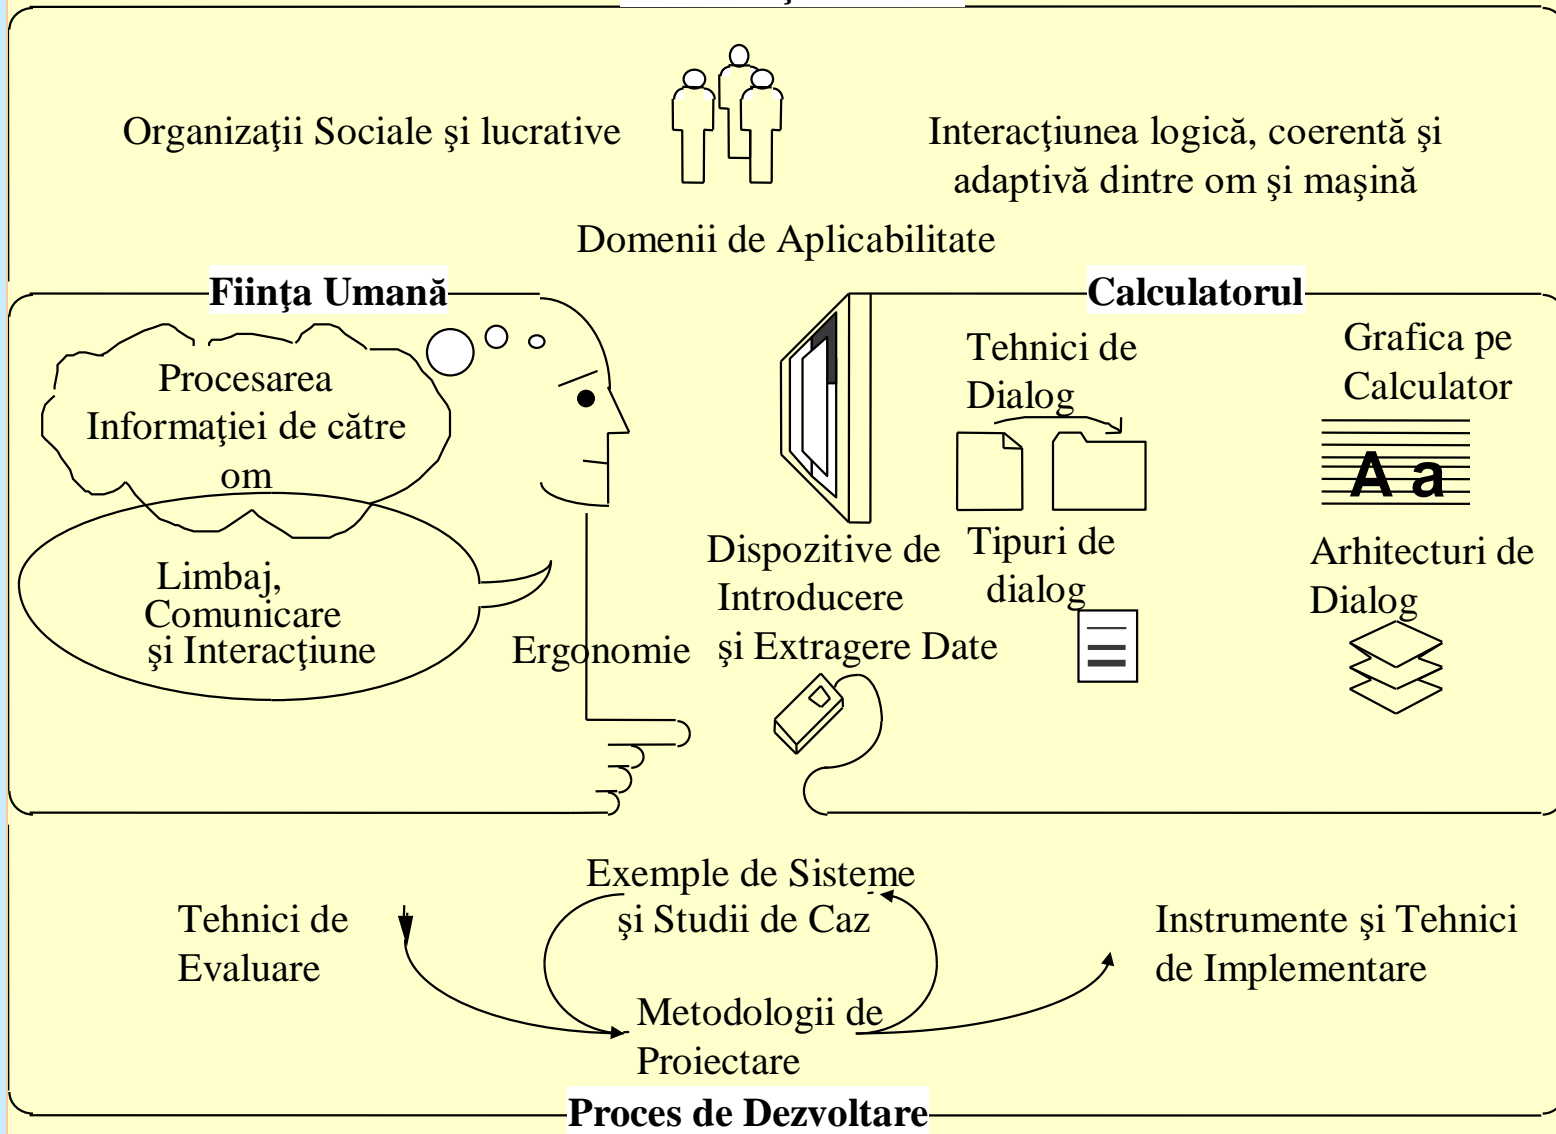 Organizaţii Sociale şi lucrative
Interacţiunea logică, coerentă şi
adaptivă dintre om şi maşină
Domenii de Aplicabilitate
Fiinţa Umană
Procesarea
Informaţiei de către
om
Limbaj,
Comunicare
şi Interacţiune
Ergonomie
Dispozitive de
Introducere
şi Extragere Date
Calculatorul
Tehnici de
Dialog
Grafica pe
Calculator
A a
Tipuri de
dialog
Arhitecturi de
Dialog
Exemple de Sisteme
şi Studii de Caz
Tehnici de
Evaluare
Metodologii de
Proiectare
Instrumente şi Tehnici
de Implementare
Proces de Dezvoltare